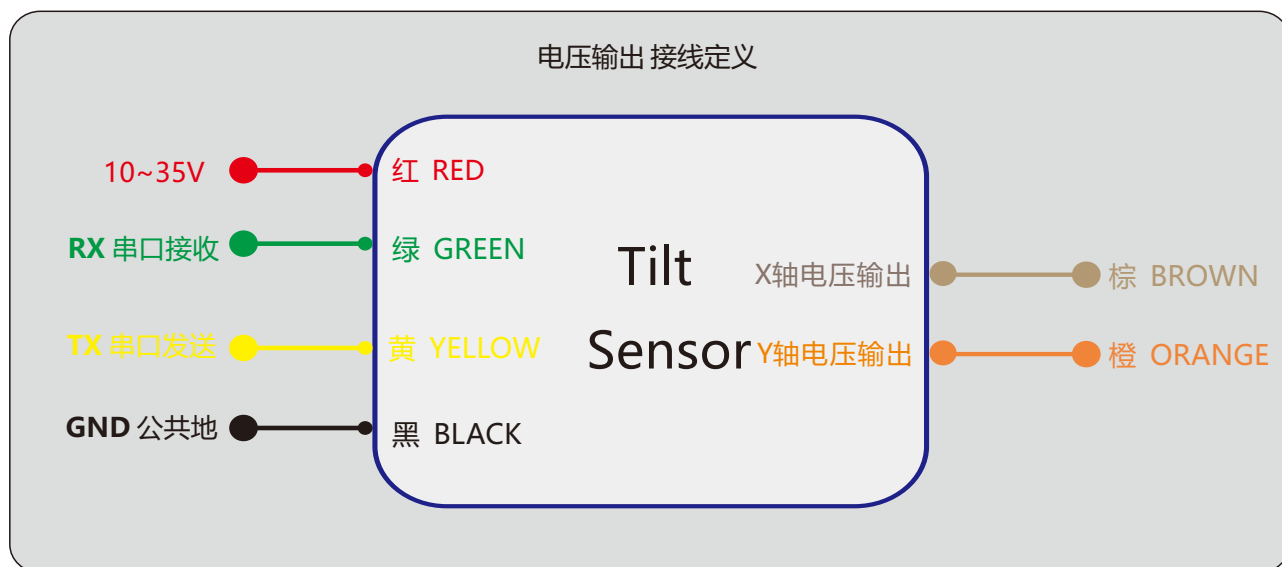 电压输出 接线定义
10~35V 红 RED
RX 串口接收 绿 GREEN
TX 串口发送 黄 YELLOW
GND 公共地 黑 BLACK
Tilt
Sensor
X轴电压输出 棕 BROWN
Y轴电压输出 橙 ORANGE